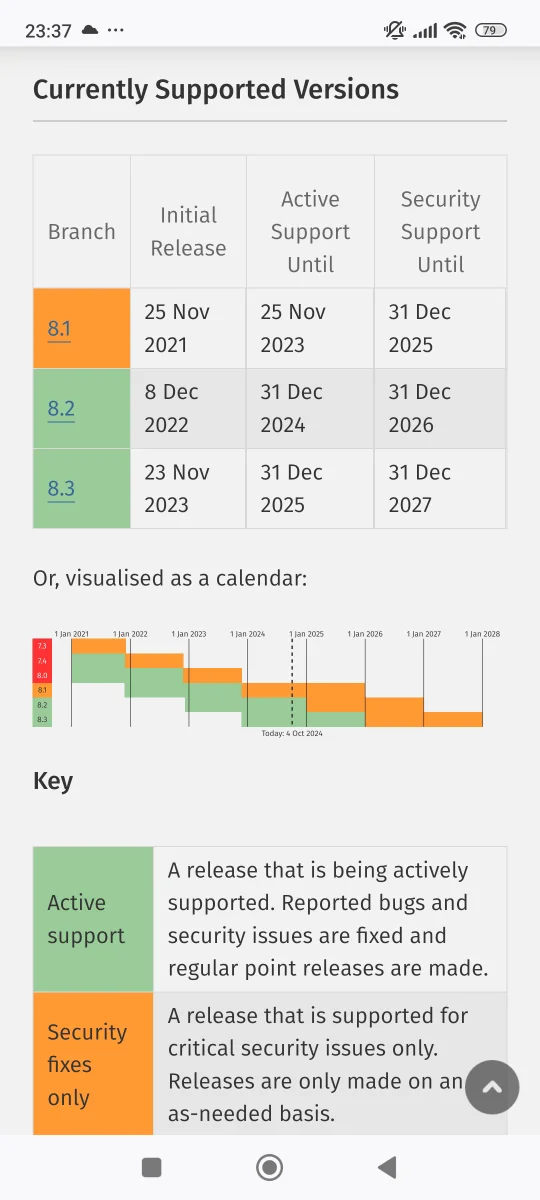 23:37 ...
79
Currently Supported Versions
Branch
Initial
Release
Active
Support
Until
Security
Support
Until
8.1
25 Nov
2021
25 Nov
2023
31 Dec
2025
8.2
8 Dec
2022
31 Dec
2024
31 Dec
2026
8.3
23 Nov
2023
31 Dec
2025
31 Dec
2027
Or, visualised as a calendar:
1 Jan 2021 1 Jan 2022 1 Jan 2023 1 Jan 2024 1 Jan 2025 1 Jan 2026 1 Jan 2027 1 Jan 2028
7.3
7.4
8.0
8.1
8.2
8.3
Today: 4 Oct 2024
Key
Active
support
A release that is being actively
supported. Reported bugs and
security issues are fixed and
regular point releases are made.
Security
fixes
only
A release that is supported for
critical security issues only.
Releases are only made on an
as-needed basis.